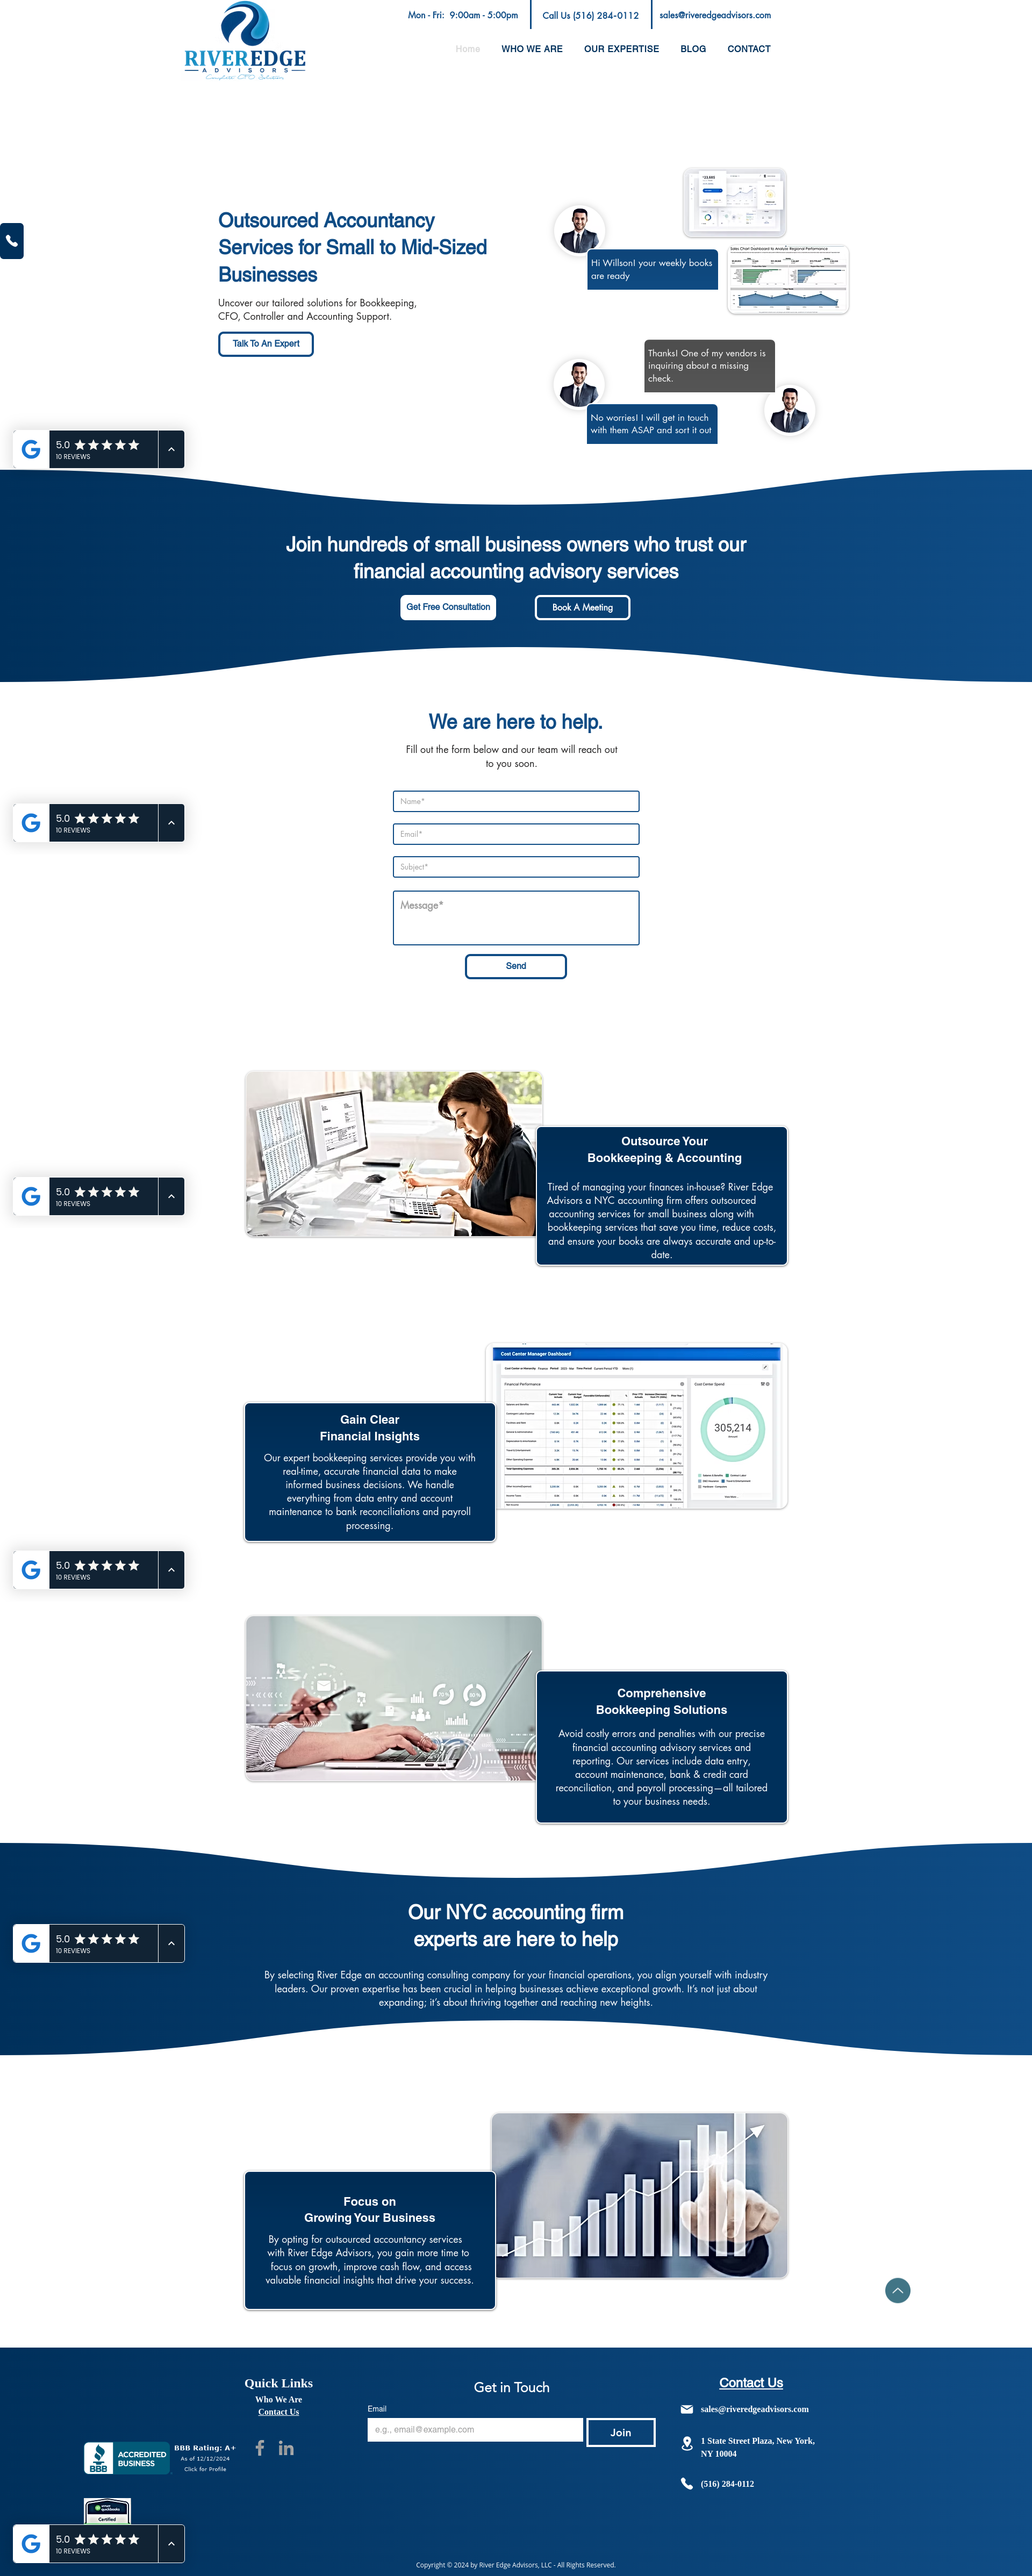 Mon - Fri: 9:00am - 5:00pm
Call Us (516) 284-0112
sales@riveredgeadvisors.com
RIVEREDGE
ADVISORS
Complete CFO Solution
Home
WHO WE ARE
OUR EXPERTISE
BLOG
CONTACT
Outsourced Accountancy
Services for Small to Mid-Sized
Businesses
Uncover our tailored solutions for Bookkeeping,
CFO, Controller and Accounting Support.
Talk To An Expert
Hi Willson! your weekly books
are ready
Sales Chart Dashboard to Analyze Regional Performance
Thanks! One of my vendors is
inquiring about a missing
check.
No worries! I will get in touch
with them ASAP and sort it out
5.0
10 REVIEWS
Join hundreds of small business owners who trust our
financial accounting advisory services
Get Free Consultation
Book A Meeting
We are here to help.
Fill out the form below and our team will reach out
to you soon.
Name*
5.0
10 REVIEWS
Email*
Subject*
Message*
Send
Outsource Your
Bookkeeping & Accounting
Tired of managing your finances in-house? River Edge
Advisors a NYC accounting firm offers outsourced
accounting services for small business along with
bookkeeping services that save you time, reduce costs,
and ensure your books are always accurate and up-to-
date.
5.0
10 REVIEWS
Cost Center Manager Dashboard
Financial Performance
Cost Center Spend
305,214
Gain Clear
Financial Insights
Our expert bookkeeping services provide you with
real-time, accurate financial data to make
informed business decisions. We handle
everything from data entry and account
maintenance to bank reconciliations and payroll
processing.
5.0
10 REVIEWS
Comprehensive
Bookkeeping Solutions
Avoid costly errors and penalties with our precise
financial accounting advisory services and
reporting. Our services include data entry,
account maintenance, bank & credit card
reconciliation, and payroll processing—all tailored
to your business needs.
Our NYC accounting firm
experts are here to help
5.0
10 REVIEWS
By selecting River Edge an accounting consulting company for your financial operations, you align yourself with industry
leaders. Our proven expertise has been crucial in helping businesses achieve exceptional growth. It's not just about
expanding; it's about thriving together and reaching new heights.
Focus on
Growing Your Business
By opting for outsourced accountancy services
with River Edge Advisors, you gain more time to
focus on growth, improve cash flow, and access
valuable financial insights that drive your success.
Quick Links
Who We Are
Contact Us
BBB
ACCREDITED
BUSINESS
BBB Rating: A+
As of 12/12/2024
Click for Profile
Certified
Get in Touch
Email
e.g., email@example.com
Join
Contact Us
sales@riveredgeadvisors.com
1 State Street Plaza, New York,
NY 10004
(516) 284-0112
5.0
10 REVIEWS
Copyright © 2024 by River Edge Advisors, LLC - All Rights Reserved.